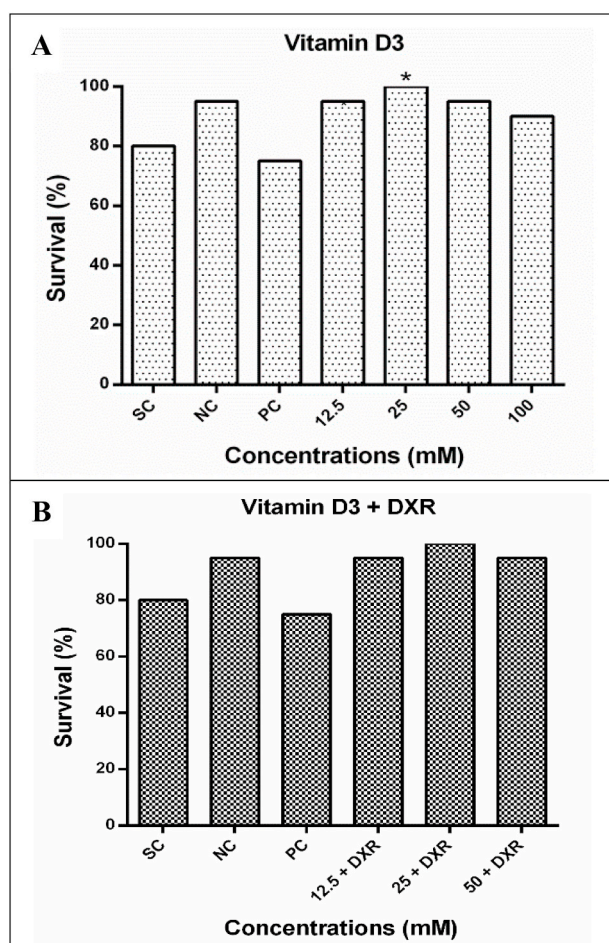 A
Vitamin D3
*
100
80
60
40
20
0
Survival (%)
SC NC PC 12.5 25 50 100
Concentrations (mM)
B
Vitamin D3 + DXR
100
80
60
40
20
0
Survival (%)
SC NC PC 12.5 + DXR 25 + DXR 50 + DXR
Concentrations (mM)